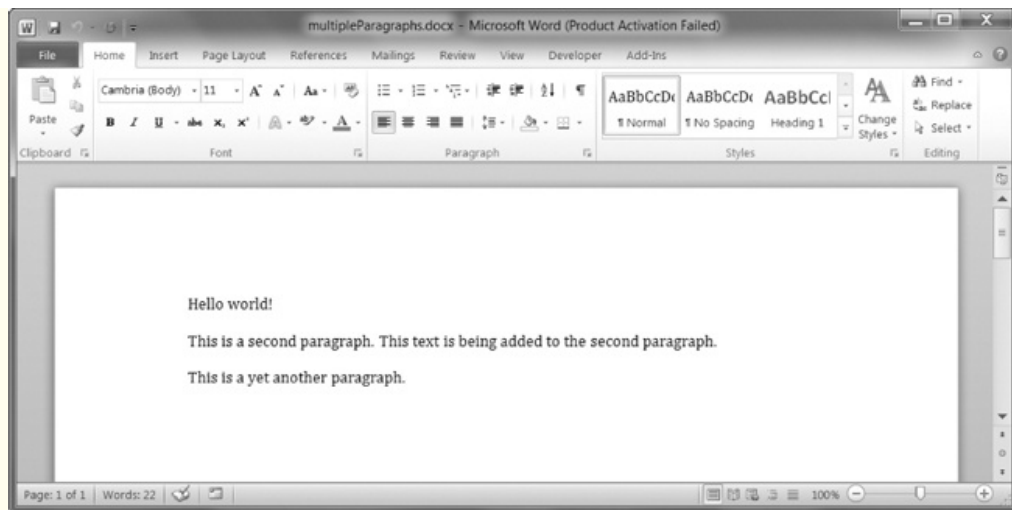 multipleParagraphs.docx - Microsoft Word (Product Activation Failed)
File Home Insert Page Layout References Mailings Review View Developer Add-Ins
Cambria (Body) 11 A A Aa
AaBbCcDc AaBbCcDc AaBbCcl
Paste
B I U abc x, x' A
¶ Normal ¶ No Spacing Heading 1
Change Styles
Find
Replace
Select
Clipboard Font Paragraph Styles Editing
Hello world!
This is a second paragraph. This text is being added to the second paragraph.
This is a yet another paragraph.
Page: 1 of 1 Words: 22 100%